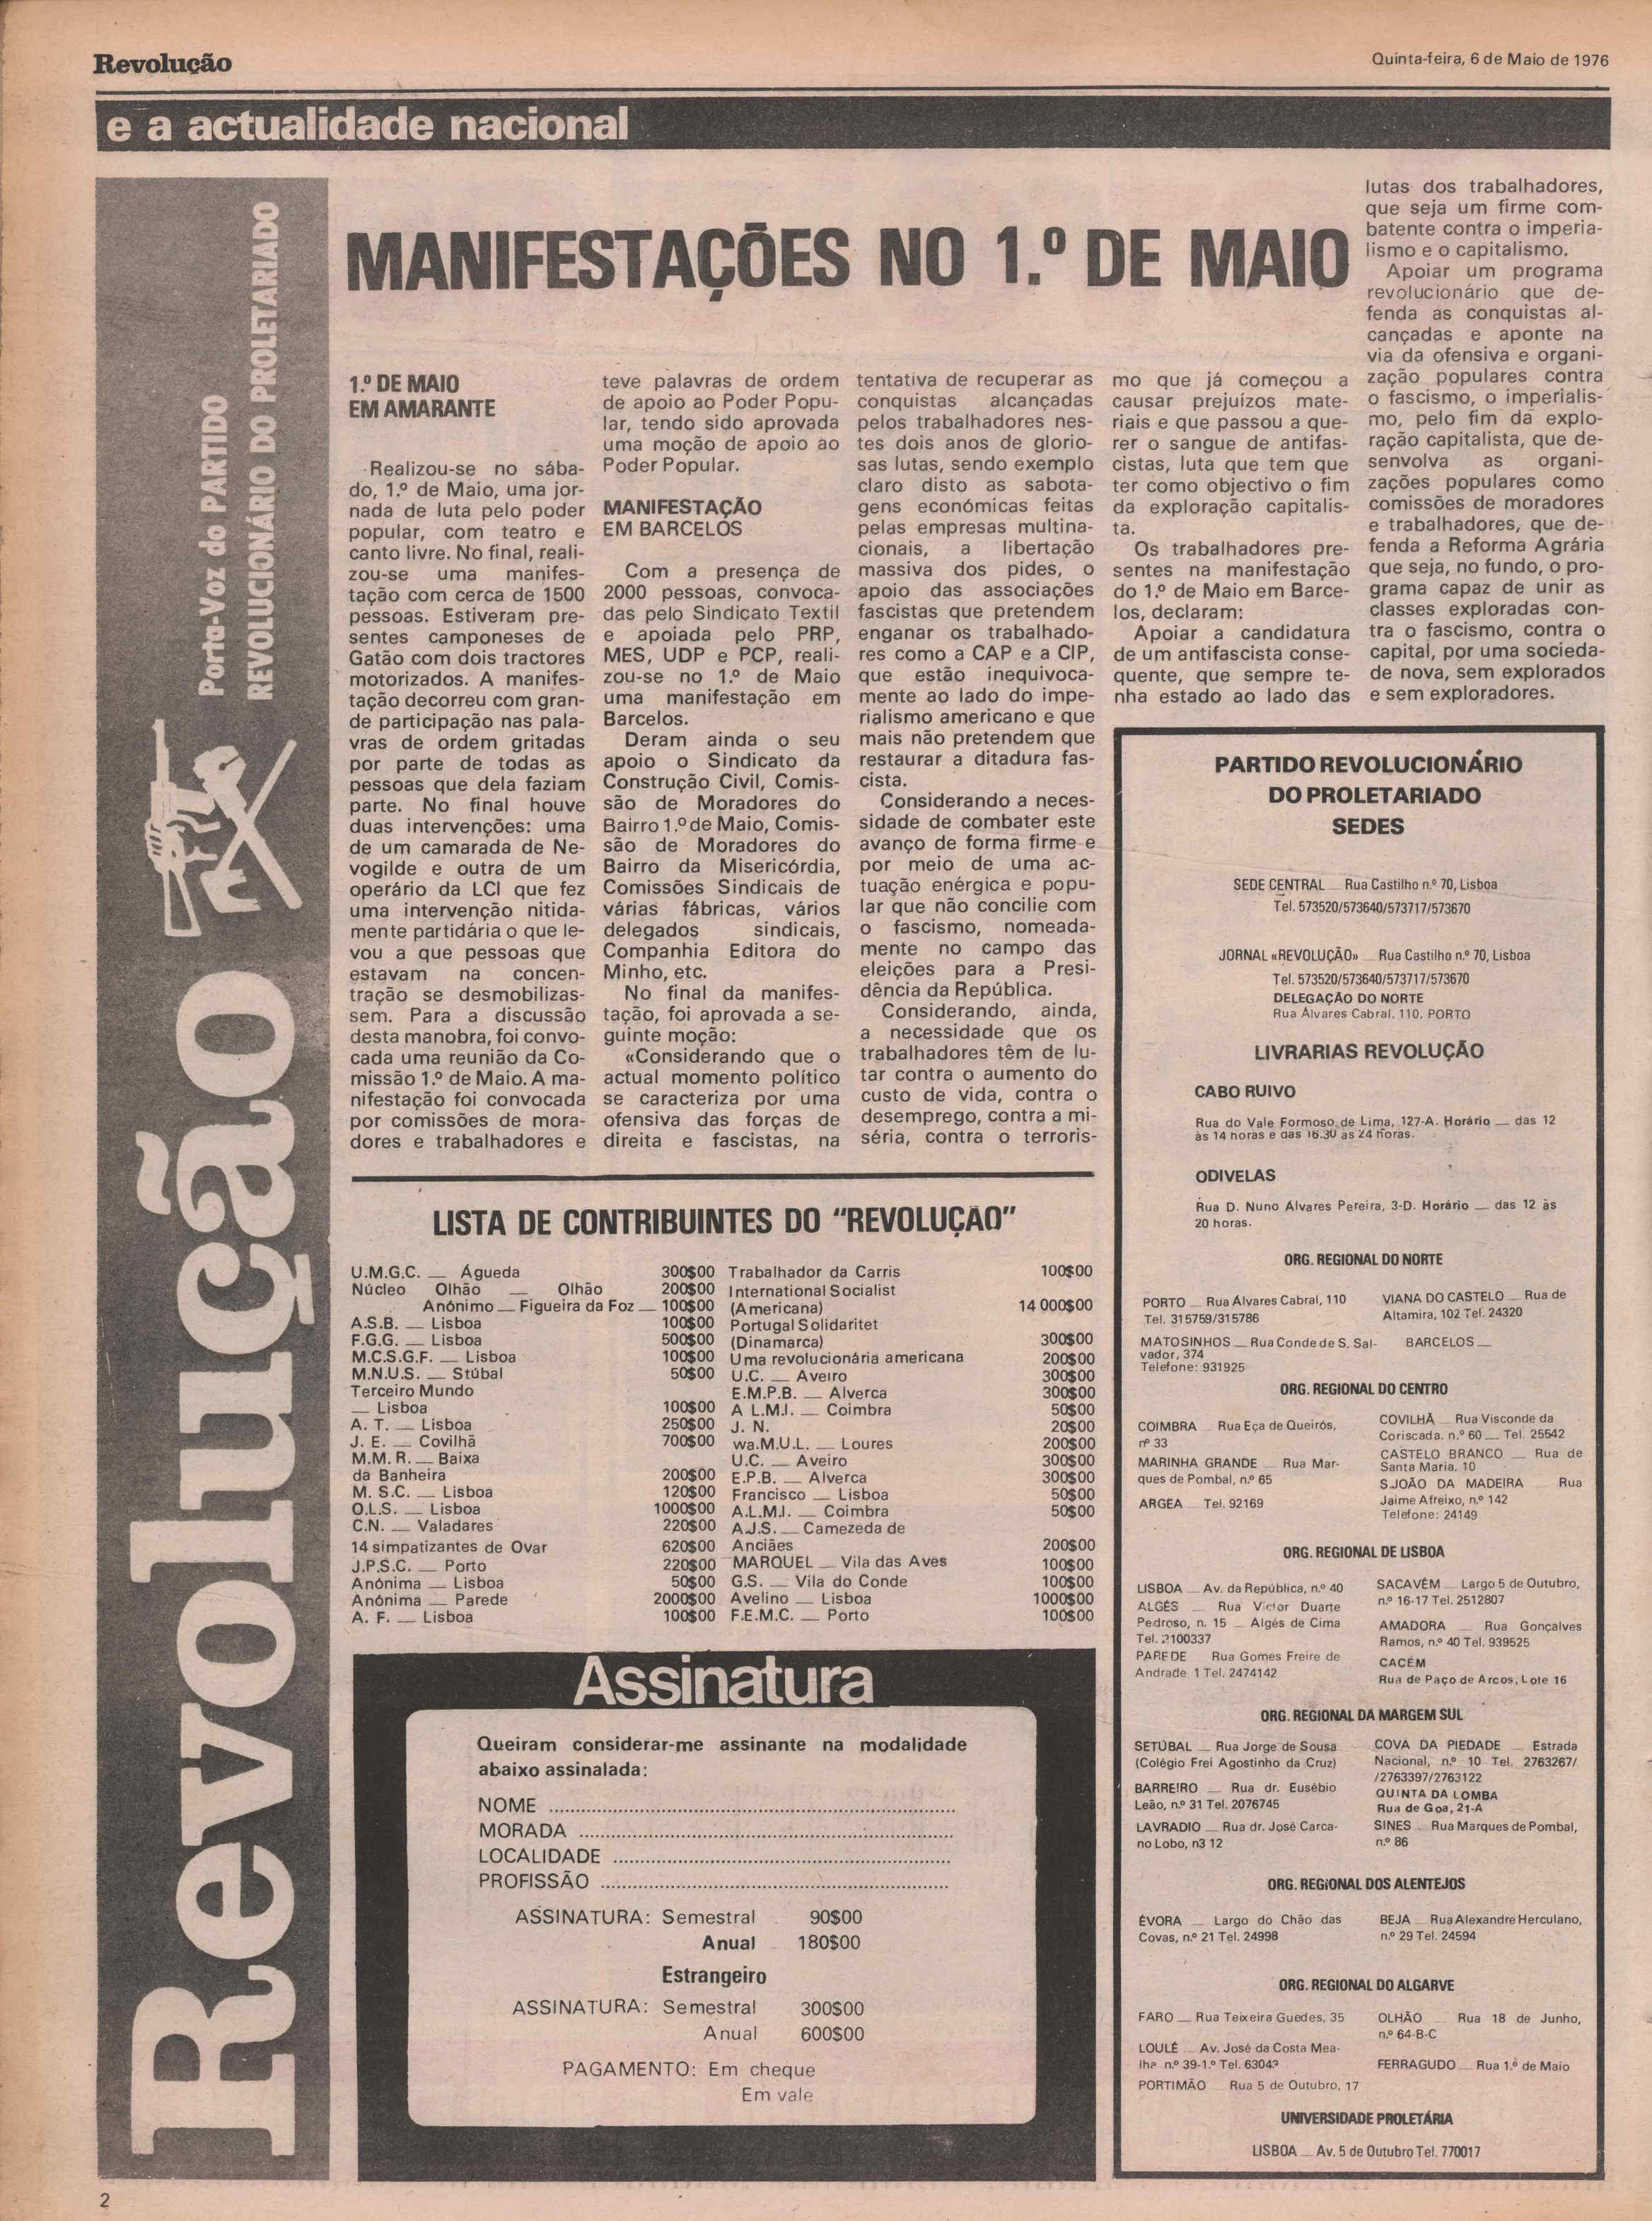 Revolução
Quinta-feira, 6 de Maio de 1976
e a actualidade nacional
Revolução
Porta-Voz do PARTIDO
REVOLUCIONÁRIO DO PROLETARIADO
MANIFESTAÇÕES NO 1.º DE MAIO
1.º DE MAIO
EM AMARANTE
Realizou-se no sába-
do, 1.º de Maio, uma jor-
nada de luta pelo poder
popular, com teatro e
canto livre. No final, reali-
zou-se uma manifes-
tação com cerca de 1500
pessoas. Estiveram pre-
sentes camponeses de
Gatão com dois tractores
motorizados. A manifes-
tação decorreu com gran-
de participação nas pala-
vras de ordem gritadas
por parte de todas as
pessoas que dela faziam
parte. No final houve
duas intervenções: uma
de um camarada de Ne-
vogilde e outra de um
operário da LCI que fez
uma intervenção nitida-
mente partidária o que le-
vou a que pessoas que
estavam na concen-
tração se desmobilizas-
sem. Para a discussão
desta manobra, foi convo-
cada uma reunião da Co-
missão 1.º de Maio. A ma-
nifestação foi convocada
por comissões de mora-
dores e trabalhadores e
teve palavras de ordem
de apoio ao Poder Popu-
lar, tendo sido aprovada
uma moção de apoio ao
Poder Popular.
MANIFESTAÇÃO
EM BARCELOS
Com a presença de
2000 pessoas, convoca-
das pelo Sindicato Textil
e apoiada pelo PRP,
MES, UDP e PCP, reali-
zou-se no 1.º de Maio
uma manifestação em
Barcelos.
Deram ainda o seu
apoio o Sindicato da
Construção Civil, Comis-
são de Moradores do
Bairro 1.º de Maio, Comis-
são de Moradores do
Bairro da Misericórdia,
Comissões Sindicais de
várias fábricas, vários
delegados sindicais,
Companhia Editora do
Minho, etc.
No final da manifes-
tação, foi aprovada a se-
guinte moção:
«Considerando que o
actual momento político
se caracteriza por uma
ofensiva das forças de
direita e fascistas, na
tentativa de recuperar as
conquistas alcançadas
pelos trabalhadores nes-
tes dois anos de glorio-
sas lutas, sendo exemplo
claro disto as sabota-
gens económicas feitas
pelas empresas multina-
cionais, a libertação
massiva dos pides, o
apoio das associações
fascistas que pretendem
enganar os trabalhado-
res como a CAP e a CIP,
que estão inequivoca-
mente ao lado do impe-
rialismo americano e que
mais não pretendem que
restaurar a ditadura fas-
cista.
Considerando a neces-
sidade de combater este
avanço de forma firme e
por meio de uma ac-
tuação enérgica e popu-
lar que não concilie com
o fascismo, nomeada-
mente no campo das
eleições para a Presi-
dência da República.
Considerando, ainda,
a necessidade que os
trabalhadores têm de lu-
tar contra o aumento do
custo de vida, contra o
desemprego, contra a mi-
séria, contra o terroris-
mo que já começou a
causar prejuízos mate-
riais e que passou a que-
rer o sangue de antifas-
cistas, luta que tem que
ter como objectivo o fim
da exploração capitalis-
ta.
Os trabalhadores pre-
sentes na manifestação
do 1.º de Maio em Barce-
los, declaram:
Apoiar a candidatura
de um antifascista conse-
quente, que sempre te-
nha estado ao lado das
lutas dos trabalhadores,
que seja um firme com-
batente contra o imperia-
lismo e o capitalismo.
Apoiar um programa
revolucionário que de-
fenda as conquistas al-
cançadas e aponte na
via da ofensiva e organi-
zação populares contra
o fascismo, o imperialis-
mo, pelo fim da explo-
ração capitalista, que de-
senvolva as organi-
zações populares como
comissões de moradores
e trabalhadores, que de-
fenda a Reforma Agrária
que seja, no fundo, o pro-
grama capaz de unir as
classes exploradas con-
tra o fascismo, contra o
capital, por uma socieda-
de nova, sem explorados
e sem exploradores.
LISTA DE CONTRIBUINTES DO "REVOLUÇÃO"
U.M.G.C. — Águeda 300$00
Núcleo Olhão — Olhão 200$00
Anónimo — Figueira da Foz — 100$00
A.S.B. — Lisboa 100$00
F.G.G. — Lisboa 500$00
M.C.S.G.F. — Lisboa 100$00
M.N.U.S. — Stúbal 50$00
Terceiro Mundo
— Lisboa 100$00
A. T. — Lisboa 250$00
J. E. — Covilhã 700$00
M.M. R. — Baixa
da Banheira 200$00
M. S.C. — Lisboa 120$00
O.L.S. — Lisboa 1000$00
C.N. — Valadares 220$00
14 simpatizantes de Ovar 620$00
J.P.S.C. — Porto 220$00
Anónima — Lisboa 50$00
Anónima — Parede 2000$00
A. F. — Lisboa 100$00
Trabalhador da Carris 100$00
International Socialist
(Americana) 14 000$00
Portugal Solidaritet
(Dinamarca) 300$00
Uma revolucionária americana 200$00
U.C. — Aveiro 300$00
E.M.P.B. — Alverca 300$00
A L.M.I. — Coimbra 50$00
J. N. 20$00
wa.M.U.L. — Loures 200$00
U.C. — Aveiro 300$00
E.P.B. — Alverca 300$00
Francisco — Lisboa 50$00
A.L.M.I. — Coimbra 50$00
A.J.S. — Camezeda de
Anciães 200$00
MARQUEL — Vila das Aves 100$00
G.S. — Vila do Conde 100$00
Avelino — Lisboa 1000$00
F.E.M.C. — Porto 100$00
Assinatura
Queiram considerar-me assinante na modalidade
abaixo assinalada:
NOME ..........
MORADA ..........
LOCALIDADE ..........
PROFISSÃO ..........
ASSINATURA: Semestral 90$00
Anual 180$00
Estrangeiro
ASSINATURA: Semestral 300$00
Anual 600$00
PAGAMENTO: Em cheque
Em vale
PARTIDO REVOLUCIONÁRIO
DO PROLETARIADO
SEDES
SEDE CENTRAL — Rua Castilho n.º 70, Lisboa
Tel. 573520/573640/573717/573670
JORNAL «REVOLUÇÃO» — Rua Castilho n.º 70, Lisboa
Tel. 573520/573640/573717/573670
DELEGAÇÃO DO NORTE
Rua Álvares Cabral, 110, PORTO
LIVRARIAS REVOLUÇÃO
CABO RUIVO
Rua do Vale Formoso de Lima, 127-A. Horário — das 12
às 14 horas e das 16.30 às 24 horas.
ODIVELAS
Rua D. Nuno Álvares Pereira, 3-D. Horário — das 12 às
20 horas.
ORG. REGIONAL DO NORTE
PORTO — Rua Álvares Cabral, 110
Tel. 315759/315786
MATOSINHOS — Rua Conde de S. Sal-
vador, 374
Telefone: 931925
VIANA DO CASTELO — Rua de
Altamira, 102 Tel. 24320
BARCELOS —
ORG. REGIONAL DO CENTRO
COIMBRA — Rua Eça de Queirós,
nº 33
MARINHA GRANDE — Rua Mar-
ques de Pombal, n.º 65
ARGEA — Tel. 92169
COVILHÃ — Rua Visconde da
Coriscada, n.º 60 — Tel. 25542
CASTELO BRANCO — Rua de
Santa Maria, 10
S.JOÃO DA MADEIRA — Rua
Jaime Afreixo, n.º 142
Telefone: 24149
ORG. REGIONAL DE LISBOA
LISBOA — Av. da República, n.º 40
ALGÉS — Rua Victor Duarte
Pedroso, n. 15 — Algés de Cima
Tel. 2100337
PAREDE Rua Gomes Freire de
Andrade, 1 Tel. 2474142
SACAVÉM — Largo 5 de Outubro,
n.º 16-17 Tel. 2512807
AMADORA — Rua Gonçalves
Ramos, n.º 40 Tel. 939525
CACÉM
Rua de Paço de Arcos, Lote 16
ORG. REGIONAL DA MARGEM SUL
SETÚBAL — Rua Jorge de Sousa
(Colégio Frei Agostinho da Cruz)
BARREIRO — Rua dr. Eusébio
Leão, n.º 31 Tel. 2076745
LAVRADIO — Rua dr. José Carca-
no Lobo, n3 12
COVA DA PIEDADE — Estrada
Nacional, n.º 10 Tel. 2763267/
/2763397/2763122
QUINTA DA LOMBA
Rua de Goa, 21-A
SINES — Rua Marques de Pombal,
n.º 86
ORG. REGIONAL DOS ALENTEJOS
ÉVORA — Largo do Chão das
Covas, n.º 21 Tel. 24998
BEJA — Rua Alexandre Herculano,
n.º 29 Tel. 24594
ORG. REGIONAL DO ALGARVE
FARO — Rua Teixeira Guedes, 35
LOULÉ — Av. José da Costa Mea-
lha n.º 39-1.º Tel. 63043
PORTIMÃO Rua 5 de Outubro, 17
OLHÃO — Rua 18 de Junho,
n.º 64-B-C
FERRAGUDO — Rua 1.º de Maio
UNIVERSIDADE PROLETÁRIA
LISBOA — Av. 5 de Outubro Tel. 770017
2